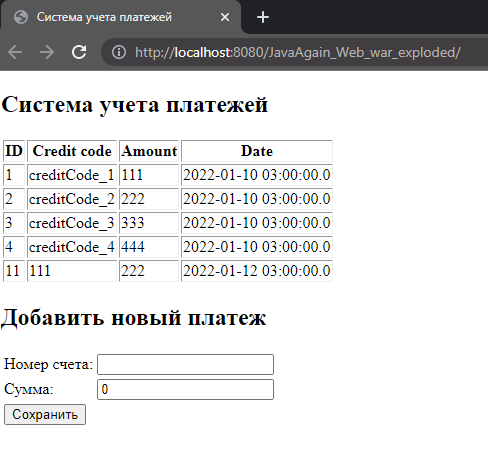 Система учета платежей
http://localhost:8080/JavaAgain_Web_war_exploded/
Система учета платежей
ID Credit code Amount Date
1 creditCode_1 111 2022-01-10 03:00:00.0
2 creditCode_2 222 2022-01-10 03:00:00.0
3 creditCode_3 333 2022-01-10 03:00:00.0
4 creditCode_4 444 2022-01-10 03:00:00.0
11 111 222 2022-01-12 03:00:00.0
Добавить новый платеж
Номер счета:
Сумма: 0
Сохранить